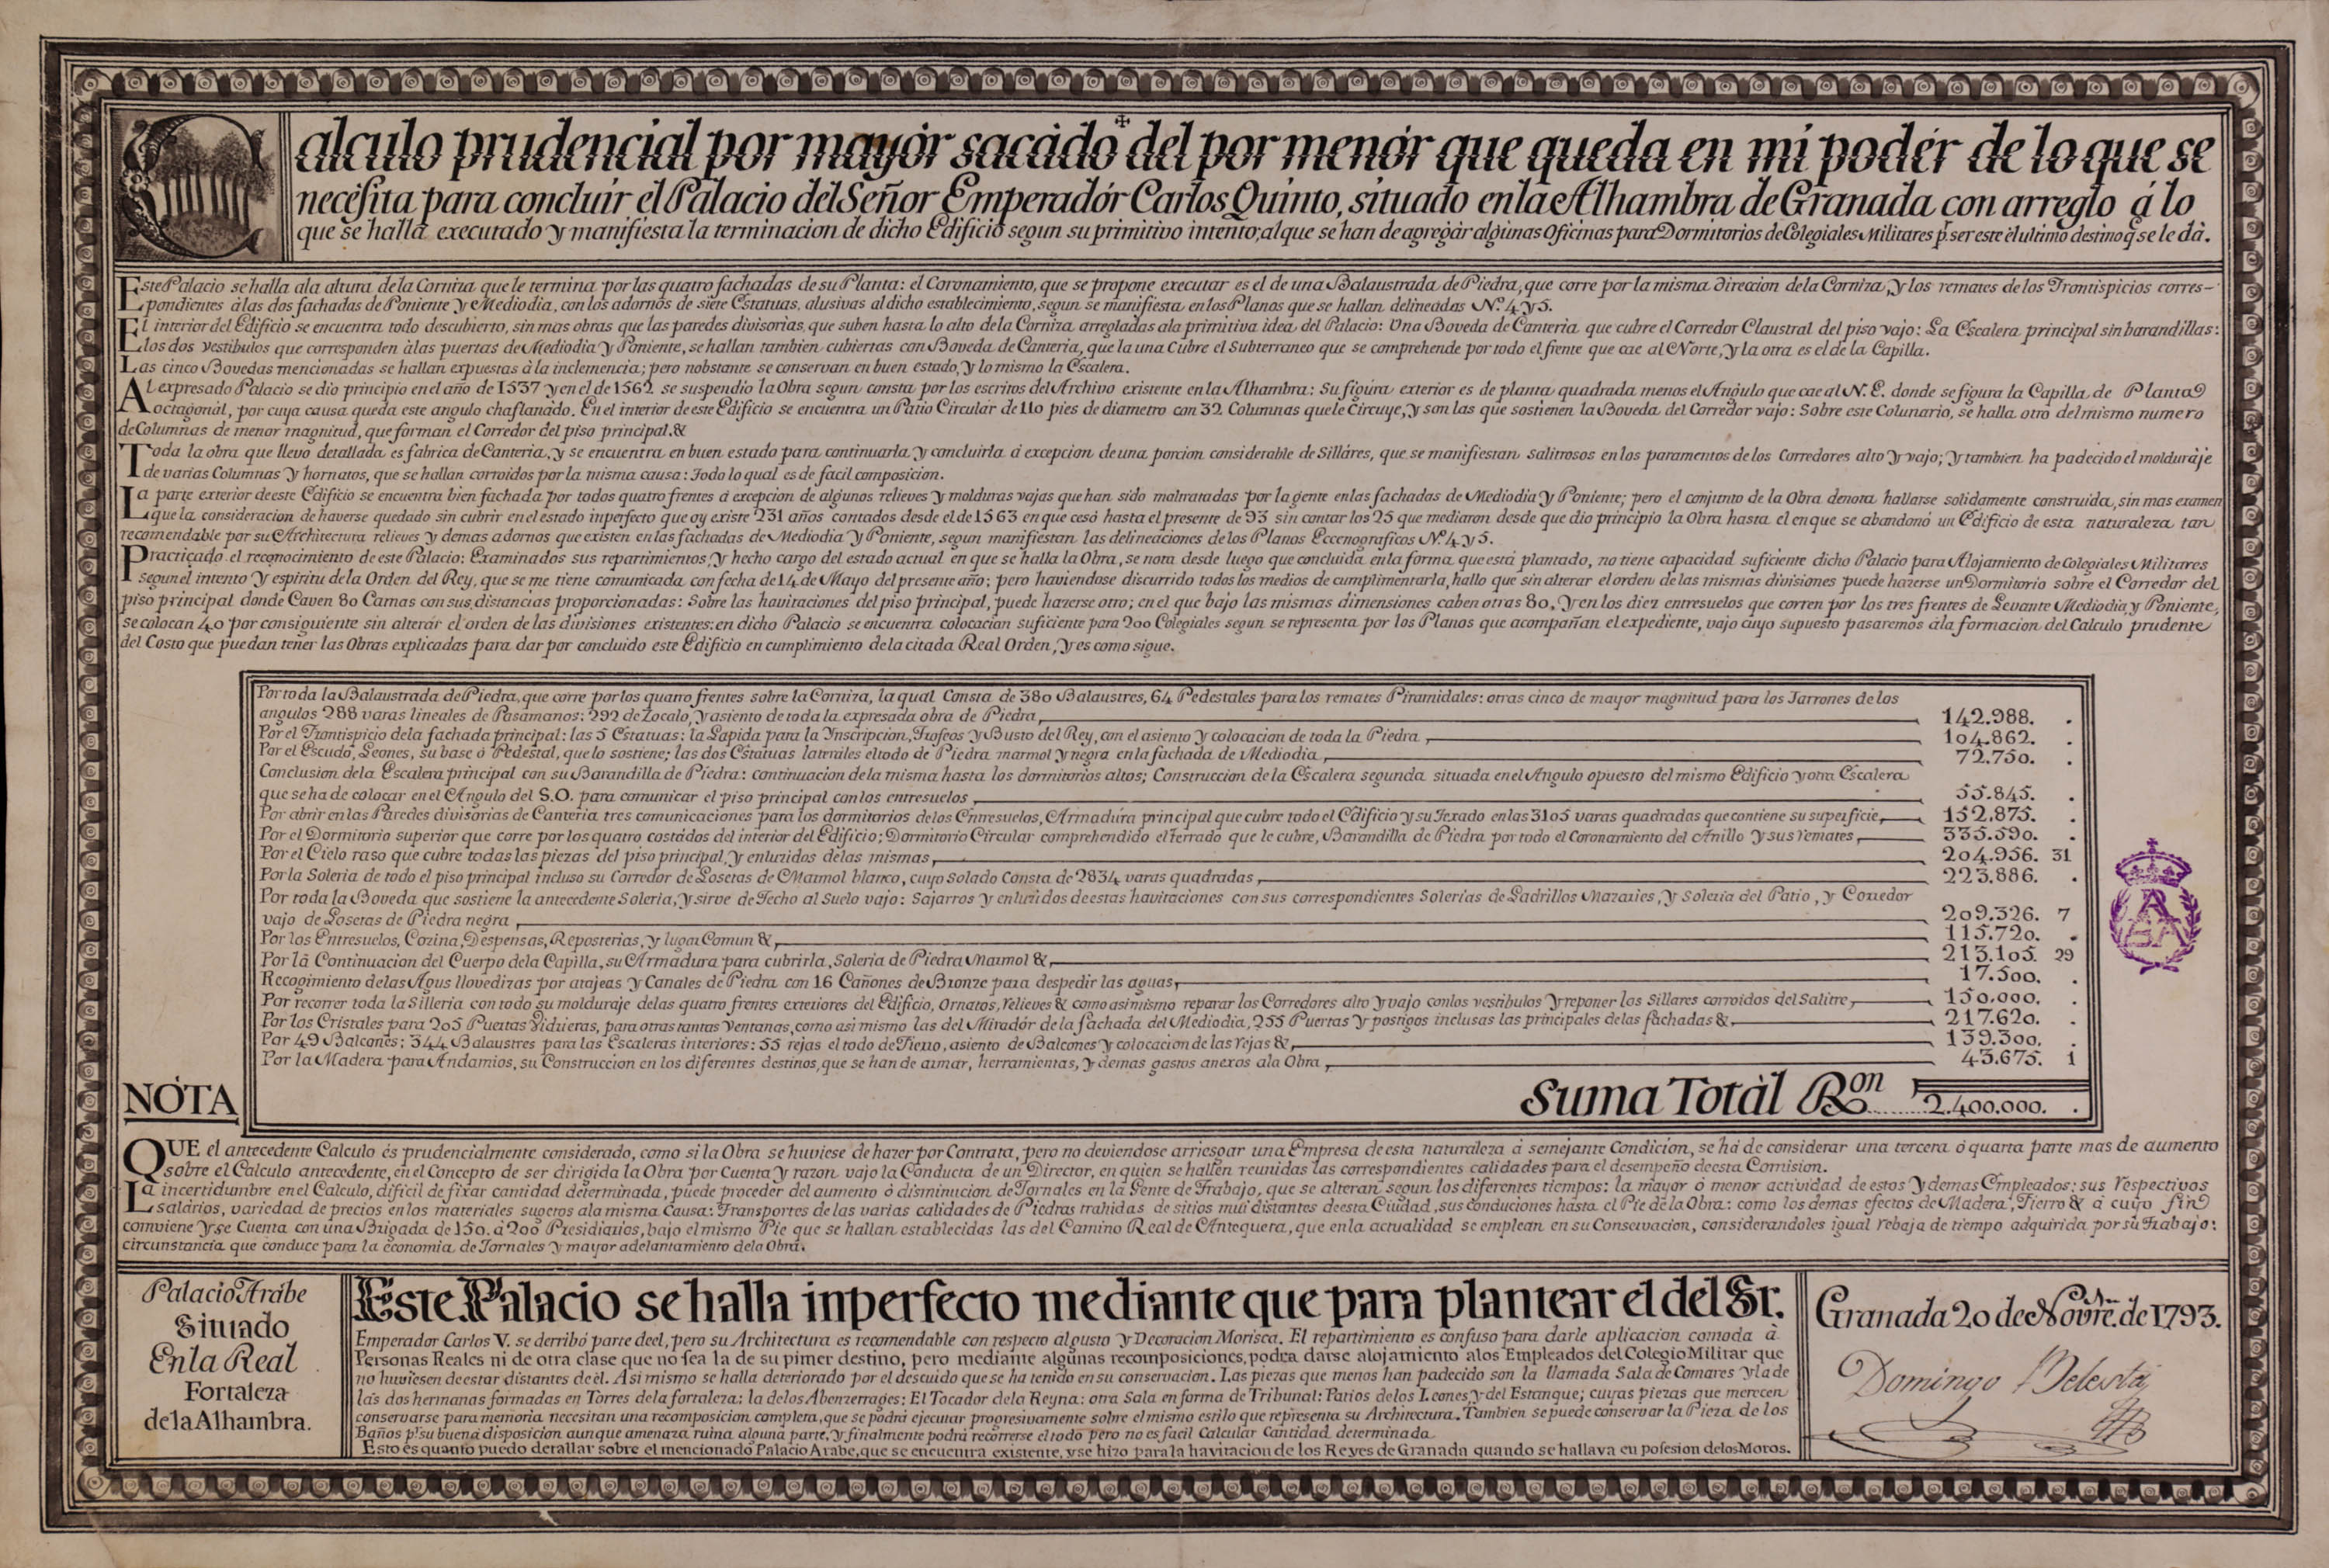 Calculo prudencial por mayór sacado del por menór que queda en mi podér de lo que se
necesita para concluir el Palacio del Señor Emperadór Carlos Quinto, situado en la Alhambra de Granada con arreglo á lo
que se halla executado y manifiesta la terminacion de dicho Edificio segun su primitivo intento; al que se han de agregár algunas Oficinas para Dormitorios de Colegiales Militares p.r ser este él ultimo destino q se le dá.
Este Palacio se halla ala altura dela Corniza que le termina por las quatro fachadas de su Planta: el Coronamiento, que se propone executar es el de una Balaustrada de Piedra, que corre por la misma direccion dela Corniza, y los remates de los Frontispicios corres-
pondientes álas dos fachadas de Poniente y Mediodia, con los adornos de siete Estatuas, alusivas al dicho establecimiento, segun se manifiesta en los Planos que se hallan delineadas N.º 4 y 5.
El interior del Edificio se encuentra todo descubierto, sin mas obras que las paredes divisorias, que suben hasta lo alto dela Corniza arregladas ala primitiva idea del Palacio: Una Boveda de Canteria que cubre el Corredor Claustral del piso vajo: La Escalera principal sin barandillas:
los dos vestibulos que corresponden álas puertas de Mediodia y Poniente, se hallan tambien cubiertas con Boveda de Canteria, que la una Cubre el Subterraneo que se comprehende por todo el frente que cae al Norte, y la otra es el de la Capilla.
Las cinco Bovedas mencionadas se hallan expuestas á la inclemencia; pero nobstante se conservan en buen estado, y lo mismo la Escalera.
Al expresado Palacio se dio principio en el año de 1537 y en el de 1562 se suspendio la Obra segun consta por los escritos del Archivo existente en la Alhambra: Su figura exterior es de planta quadrada menos el Angulo que cae al N. E. donde se figura la Capilla de Planta
octagonál, por cuya causa queda este angulo chaflanado. En el interior de este Edificio se encuentra un Patio Circular de 110 pies de diametro con 32 Columnas que le Circuye, y son las que sostienen la Boveda del Corredor vajo: Sobre este Colunario, se halla otro del mismo numero
de Columnas de menor magnitud, que forman el Corredor del piso principal. &
Toda la obra que llevo detallada es fabrica de Canteria, y se encuentra en buen estado para continuarla y concluirla á excepcion de una porcion considerable de Silláres, que se manifiestan salitrosos en los paramentos de los Corredores alto y vajo; y tambien ha padecido el moldurage
de varias Columnas y hornatos, que se hallan corroidos por la misma causa: Todo lo qual es de facil composicion.
La parte exterior de este Edificio se encuentra bien fachada por todos quatro frentes á excepcion de algunos relieves y molduras vajas que han sido maltratadas por la gente en las fachadas de Mediodia y Poniente; pero el conjunto de la Obra denota hallarse solidamente construida, sin mas examen
que la consideracion de haverse quedado sin cubrir en el estado inperfecto que oy existe 231 años contados desde el de 1563 en que cesó hasta el presente de 93 sin contar los 25 que mediaron desde que dio principio la Obra hasta el en que se abandonó un Edificio de esta naturaleza tan
recomendable por su Architectura relieves y demas adornos que existen en las fachadas de Mediodia y Poniente, segun manifiestan las delineaciones de los Planos Eccenograficos N.º 4 y 5.
Practicado el reconocimiento de este Palacio: Examinados sus repartimientos, y hecho cargo del estado actual en que se halla la Obra, se nota desde luego que concluida en la forma que está plantado, no tiene capacidad suficiente dicho Palacio para Alojamiento de Colegiales Militares
segun el intento y espiritu de la Orden del Rey, que se me tiene comunicada con fecha de 14 de Mayo del presente año; pero haviendose discurrido todos los medios de cumplimentarla, hallo que sin alterar el orden de las mismas divisiones puede hazerse un Dormitorio sobre el Corredor del
piso principal donde Caven 80 Camas con sus distancias proporcionadas: Sobre las havitaciones del piso principal, puede hazerse otro; en el que bajo las mismas dimensiones caben otras 80, y en los diez entresuelos que corren por los tres frentes de Levante Mediodia, y Poniente,
se colocan 40 por consiguiente sin alterar el orden de las divisiones existentes: en dicho Palacio se encuentra colocacion suficiente para 200 Colegiales segun se representa por los Planos que acompañan el expediente, vajo cuyo supuesto pasaremos ála formacion del Calculo prudente
del Costo que puedan tener las Obras explicadas para dar por concluido este Edificio en cumplimiento dela citada Real Orden, y es como sigue.
Por toda la Balaustrada de Piedra, que corre por los quatro frentes sobre la Corniza, la qual Consta de 380 Balaustres, 64 Pedestales para los remates Piramidales: otras cinco de mayor magnitud para los Jarrones de los
angulos 288 varas lineales de Pasamanos: 292 de Zocalo, y asiento de toda la expresada obra de Piedra, 142.988.
Por el Frontispicio dela fachada principal: las 5 Estatuas: la Lapida para la Ynscripcion, Trofeos y Busto del Rey, con el asiento y colocacion de toda la Piedra, 104.862.
Por el Escudo, Leones, su base ó Pedestal, que lo sostiene; las dos Estatuas laterales el todo de Piedra marmol y negra en la fachada de Mediodia, 72.750.
Conclusion dela Escalera principal con su Barandilla de Piedra: continuacion dela misma hasta los dormitorios altos; Construccion de la Escalera segunda situada en el Angulo opuesto del mismo Edificio y otra Escalera
que se ha de colocar en el Angulo del S.O. para comunicar el piso principal con los entresuelos, 55.845.
Por abrir en las Paredes divisorias de Canteria tres comunicaciones para los dormitorios delos Entresuelos, Armadúra principal que cubre todo el Edificio y su Texado en las 3105 varas quadradas que contiene su superficie, 152.875.
Por el Dormitorio superior que corre por los quatro costádos del interior del Edificio; Dormitorio Circular comprehendido el terrado que le cubre, Barandilla de Piedra por todo el Coronamiento del Anillo y sus remates, 335.590.
Por el Cielo raso que cubre todas las piezas del piso principal, y enluzidos delas mismas, 204.956. 31
Por la Soleria de todo el piso principal incluso su Corredor de Losetas de Marmol blanco, cuyo Solado Consta de 2834 varas quadradas, 223.886.
Por toda la Boveda que sostiene la antecedente Soleria, y sirve de Techo al Suelo vajo: Sajarros y enluzidos de estas havitaciones con sus correspondientes Solerias de Ladrillos Mazaries, y Soleria del Patio, y Corredor
vajo de Losetas de Piedra negra, 209.326. 7
Por los Entresuelos, Cozina, Despensas, Reposterias, y lugar Comun &, 115.720.
Por lá Continuacion del Cuerpo dela Capilla, su Armadura para cubrirla, Soleria de Piedra Marmol &, 213.105. 29
Recogimiento delas Agus llovedizas por atajeas y Canales de Piedra con 16 Cañones de Bronze para despedir las aguas, 17.500.
Por recorrer toda la Silleria con todo su molduraje delas quatro frentes exteriores del Edificio, Ornatos, relieves & como asimismo reparar los Corredores alto y vajo con los vestibulos y reponer los Sillares corroidos del Salitre, 150.000.
Por los Cristales para 205 Puertas Vidrieras, para otras tantas Ventanas, como asi mismo las del Miradór de la fachada del Mediodia, 255 Puertas y postigos inclusas las principales delas fachadas &. 217.620.
Por 49 Balcones; 344 Balaustres para las Escaleras interiores: 55 rejas el todo de Fierro, asiento de Balcones y colocacion de las rejas &, 139.300.
Por la Madera para Andamios, su Construccion en los diferentes destinos, que se han de armar, herramientas, y demas gastos anexos ala Obra, 43.675. 1
Suma Totál R.on 2.400.000.
NOTA
QUE el antecedente Calculo és prudencialmente considerado, como si la Obra se huviese de hazer por Contrata, pero no deviendose arriesgar una Empresa de esta naturaleza á semejante Condicion, se há de considerar una tercera ó quarta parte mas de aumento
sobre el Calculo antecedente, en el Concepto de ser dirigida la Obra por Cuenta y razon vajo la Conducta de un Director, en quien se hallen reunidas las correspondientes calidades para el desempeño de esta Comision.
La incertidumbre en el Calculo, dificil de fixar cantidad determinada, puede proceder del aumento ó disminucion de Jornales en la Gente de Trabajo, que se alteran segun los diferentes tiempos: la mayor ó menor actividad de estos y demas Empleados: sus respectivos
salarios, variedad de precios en los materiales sugetos ala misma Causa: Transportes de las varias calidades de Piedras trahidas de sitios mui distantes de esta Ciudad, sus conduciones hasta el Pie dela Obra: como los demas efectos de Madera, Fierro & á cuyo fin
comviene y se Cuenta con una Brigada de 150. á 200 Presidiarios, bajo el mismo Pie que se hallan establecidas las del Camino Real de Antequera, que en la actualidad se emplean en su Conservacion, considerandoles igual rebaja de tiempo adquirida por su Trabajo:
circunstancia que conduce para la economia de Jornales y mayor adelantamiento dela Obra.
Palacio Arábe
Situado
En la Real
Fortaleza
de la Alhambra.
Este Palacio se halla inperfecto mediante que para plantear el del Sr.
Emperador Carlos V. se derribó parte deel, pero su Architectura es recomendable con respecto al gusto y Decoracion Morisca. El repartimiento es confuso para darle aplicacion comoda á
Personas Reales ni de otra clase que no sea la de su pimer destino, pero mediante algunas recomposiciones, podra darse alojamiento alos Empleados del Colegio Militar que
no huviesen de estar distantes de él. Asi mismo se halla deteriorado por el descuido que se ha tenido en su conservacion. Las piezas que menos han padecido son la llamada Sala de Comares y la de
lás dos hermanas formadas en Torres dela fortaleza: la delos Abenzerrages: El Tocador dela Reyna: otra Sala en forma de Tribunal: Patios delos Leones, y del Estanque; cuyas piezas que merecen
conservarse para memoria necesitan una recomposicion completa, que se podrá ejecutar progresivamente sobre el mismo estilo que representa su Architectura. Tambien se puede conservar la Pieza de los
Baños p.r su buena disposicion aunque amenaza ruina alguna parte, y finalmente podrá recorrerse el todo pero no es facil Calcular Cantidad determinada
Esto és quanto puedo detallar sobre el mencionado Palacio Arabe, que se encuentra existente, y se hizo para la havitacion de los Reyes de Granada quando se hallava en posesion delos Moros.
Granada 20 de Novre. de 1793.
Domingo Belestá